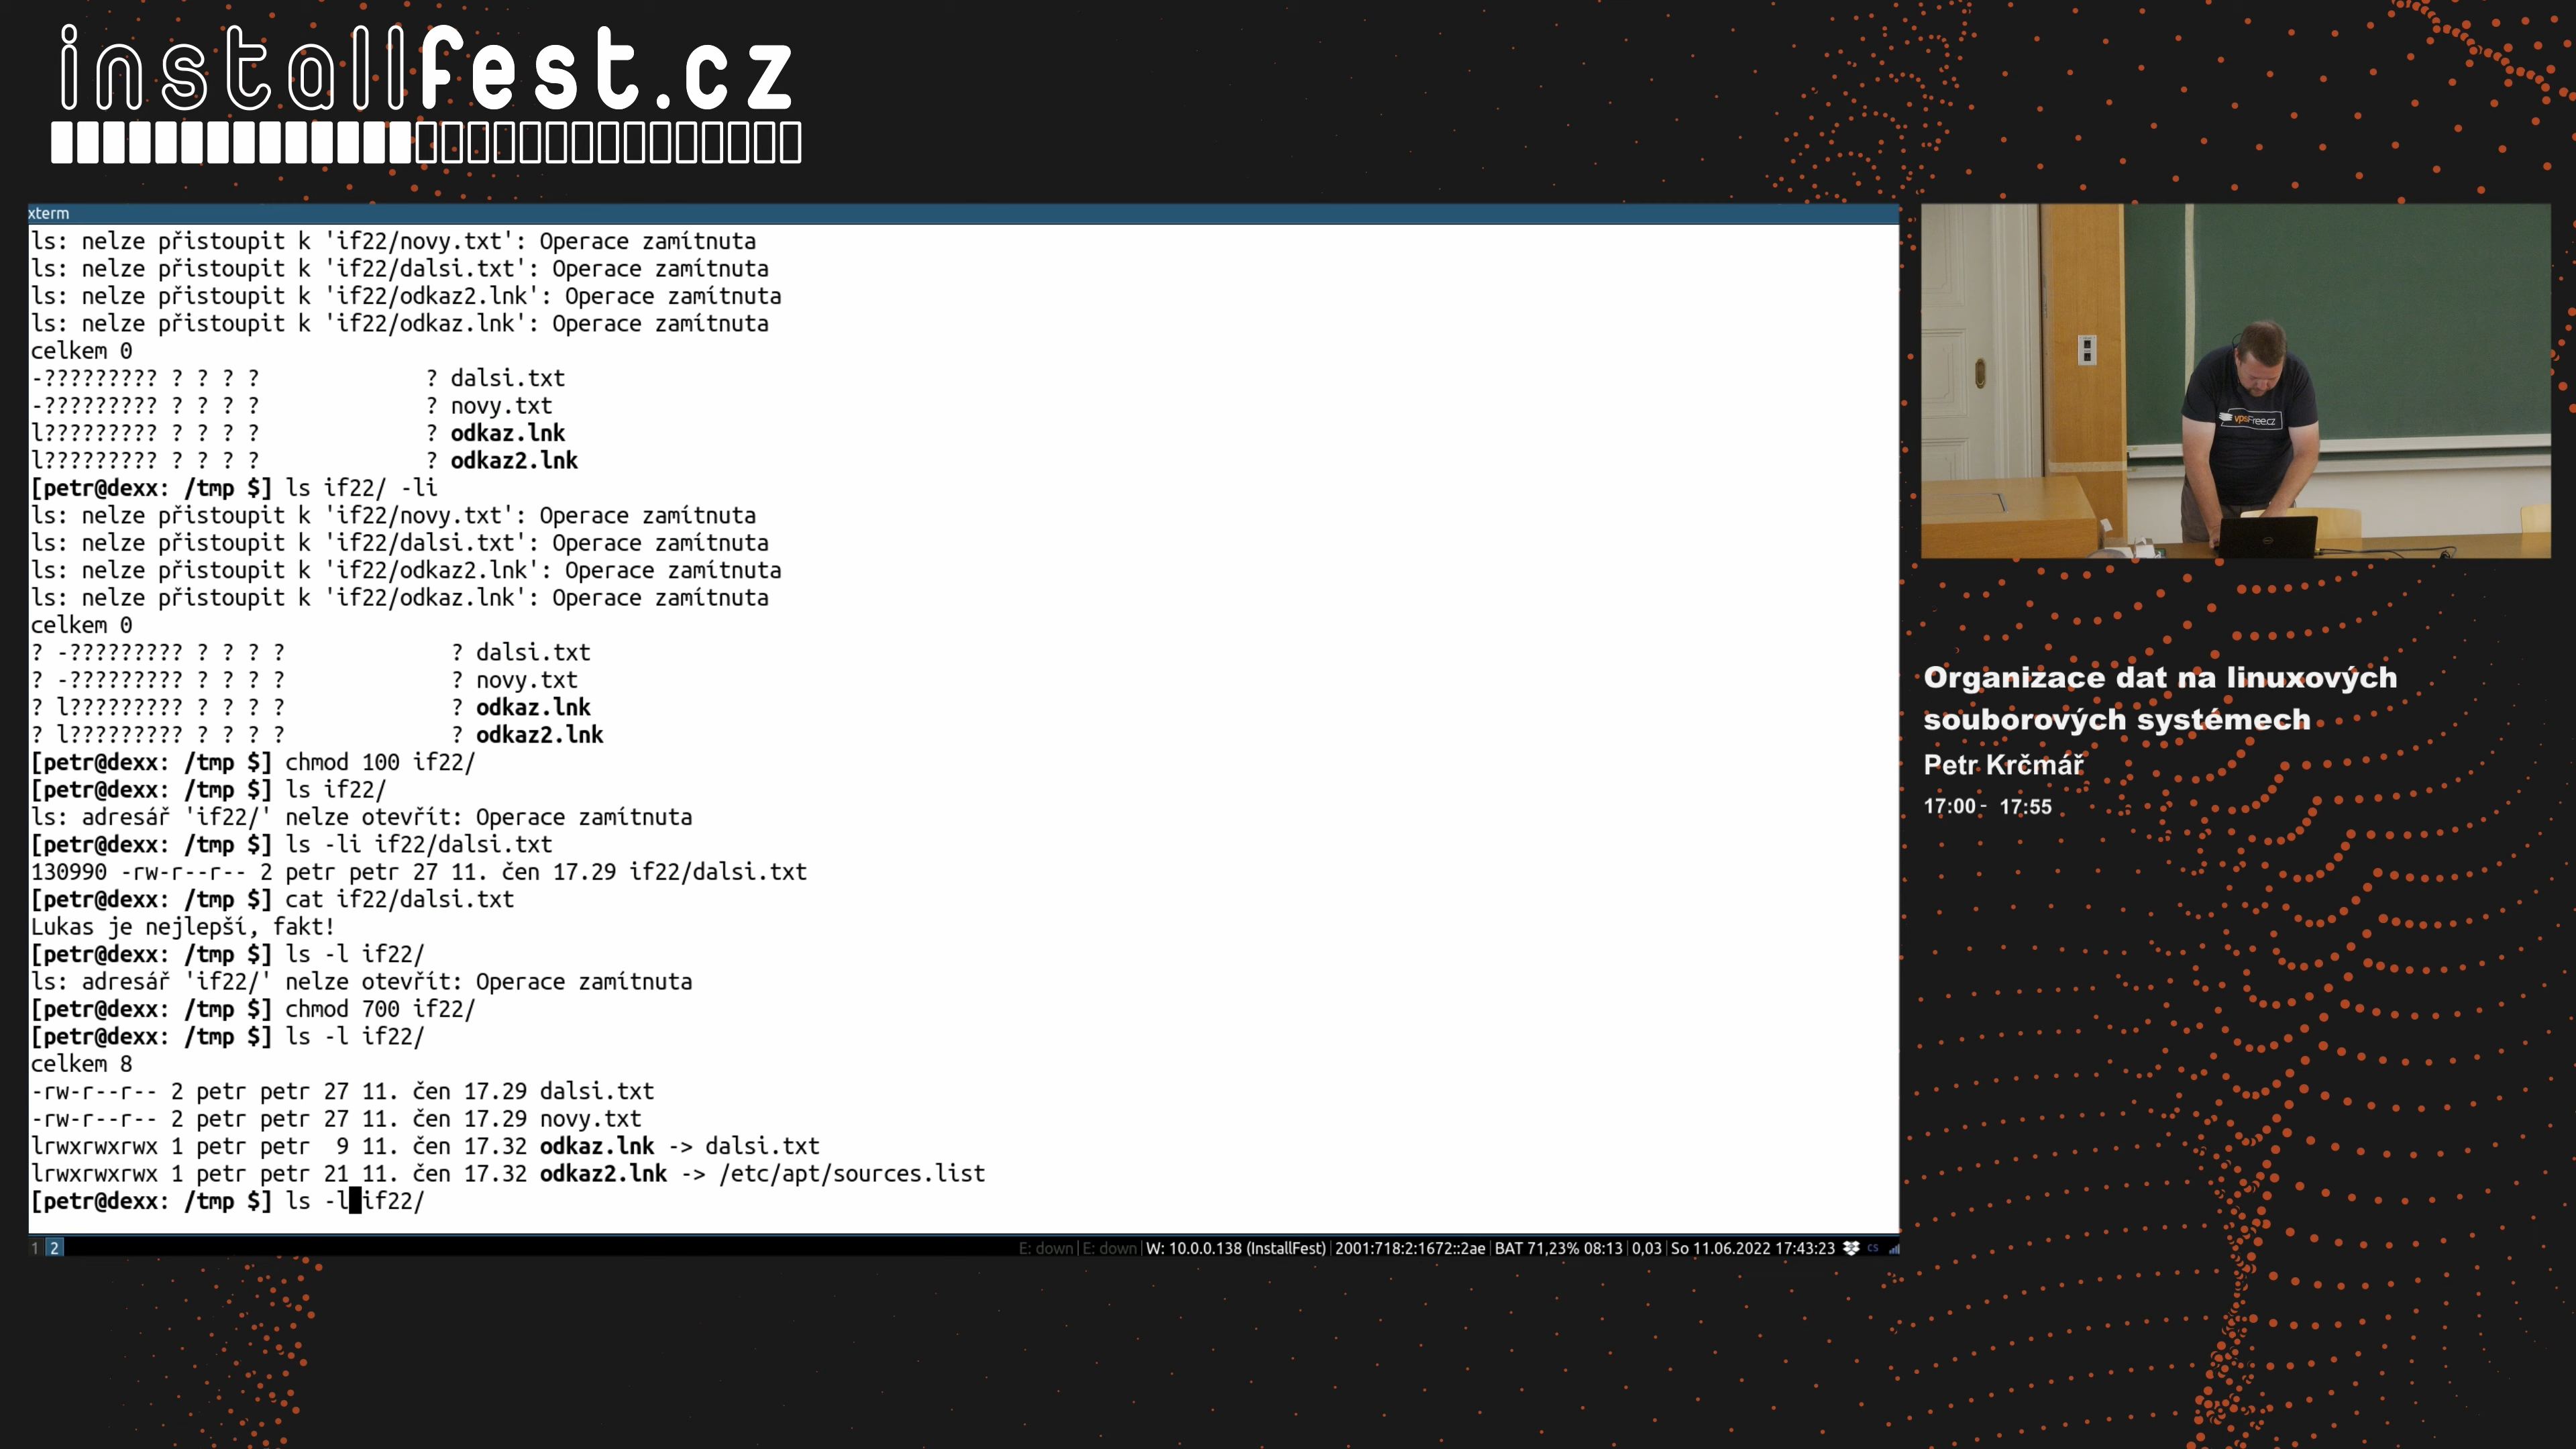 installfest.cz
xterm
ls: nelze přistoupit k 'if22/novy.txt': Operace zamítnuta
ls: nelze přistoupit k 'if22/dalsi.txt': Operace zamítnuta
ls: nelze přistoupit k 'if22/odkaz2.lnk': Operace zamítnuta
ls: nelze přistoupit k 'if22/odkaz.lnk': Operace zamítnuta
celkem 0
-????????? ? ? ? ?             ? dalsi.txt
-????????? ? ? ? ?             ? novy.txt
l????????? ? ? ? ?             ? odkaz.lnk
l????????? ? ? ? ?             ? odkaz2.lnk
[petr@dexx: /tmp $] ls if22/ -li
ls: nelze přistoupit k 'if22/novy.txt': Operace zamítnuta
ls: nelze přistoupit k 'if22/dalsi.txt': Operace zamítnuta
ls: nelze přistoupit k 'if22/odkaz2.lnk': Operace zamítnuta
ls: nelze přistoupit k 'if22/odkaz.lnk': Operace zamítnuta
celkem 0
? -????????? ? ? ? ?             ? dalsi.txt
? -????????? ? ? ? ?             ? novy.txt
? l????????? ? ? ? ?             ? odkaz.lnk
? l????????? ? ? ? ?             ? odkaz2.lnk
[petr@dexx: /tmp $] chmod 100 if22/
[petr@dexx: /tmp $] ls if22/
ls: adresář 'if22/' nelze otevřít: Operace zamítnuta
[petr@dexx: /tmp $] ls -li if22/dalsi.txt
130990 -rw-r--r-- 2 petr petr 27 11. čen 17.29 if22/dalsi.txt
[petr@dexx: /tmp $] cat if22/dalsi.txt
Lukas je nejlepší, fakt!
[petr@dexx: /tmp $] ls -l if22/
ls: adresář 'if22/' nelze otevřít: Operace zamítnuta
[petr@dexx: /tmp $] chmod 700 if22/
[petr@dexx: /tmp $] ls -l if22/
celkem 8
-rw-r--r-- 2 petr petr 27 11. čen 17.29 dalsi.txt
-rw-r--r-- 2 petr petr 27 11. čen 17.29 novy.txt
lrwxrwxrwx 1 petr petr  9 11. čen 17.32 odkaz.lnk -> dalsi.txt
lrwxrwxrwx 1 petr petr 21 11. čen 17.32 odkaz2.lnk -> /etc/apt/sources.list
[petr@dexx: /tmp $] ls -l if22/
1 2 E: down | E: down | W: 10.0.0.138 (InstallFest) | 2001:718:2:1672::2ae | BAT 71,23% 08:13 | 0,03 | So 11.06.2022 17:43:23 cs
vpsFree.cz
Organizace dat na linuxových
souborových systémech
Petr Krčmář
17:00 - 17:55